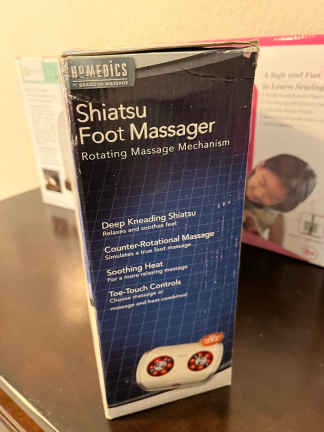 HOMEDICS
Shiatsu
Foot Massager
Rotating Massage Mechanism
Deep Kneading Shiatsu
Relaxes and soothes feet
Counter-Rotational Massage
Simulates a true foot massage
Soothing Heat
For a more relaxing massage
Toe-Touch Controls
Choose massage or
massage and heat combined
A Safe and Fun
to Learn Sewing